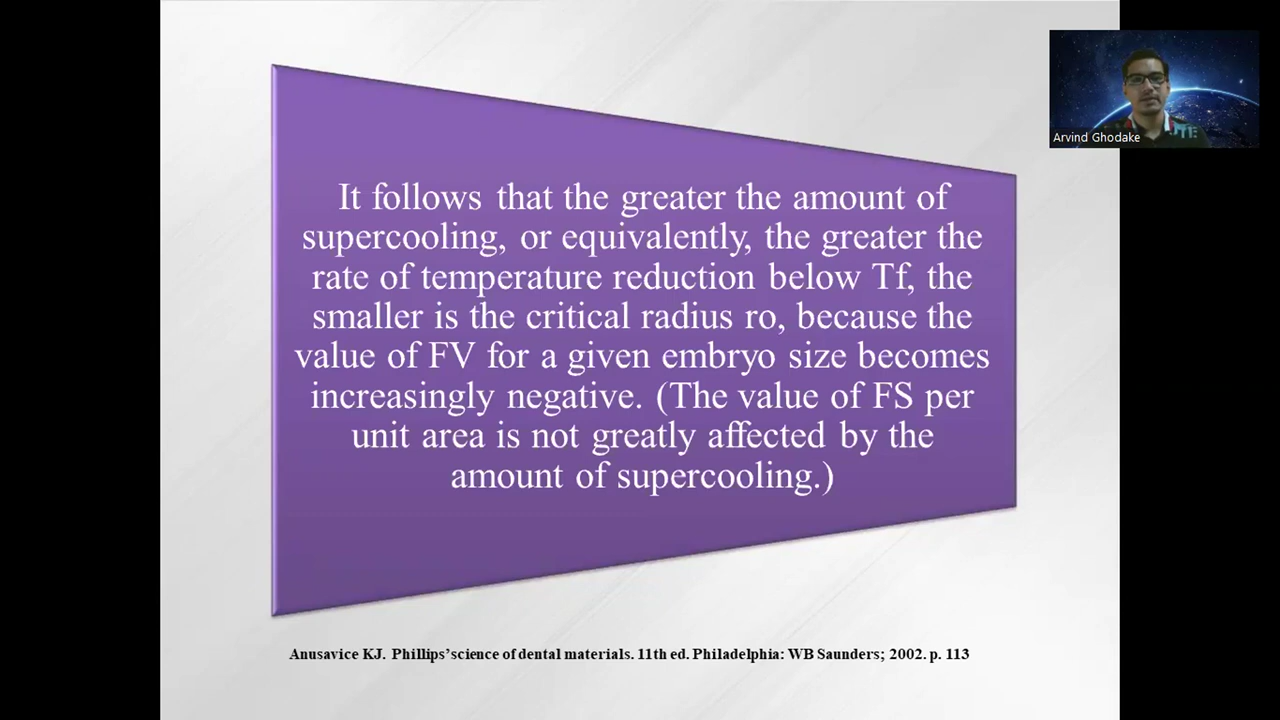 Arvind Ghodake
It follows that the greater the amount of
supercooling, or equivalently, the greater the
rate of temperature reduction below Tf, the
smaller is the critical radius ro, because the
value of FV for a given embryo size becomes
increasingly negative. (The value of FS per
unit area is not greatly affected by the
amount of supercooling.)
Anusavice KJ. Phillips'science of dental materials. 11th ed. Philadelphia: WB Saunders; 2002. p. 113